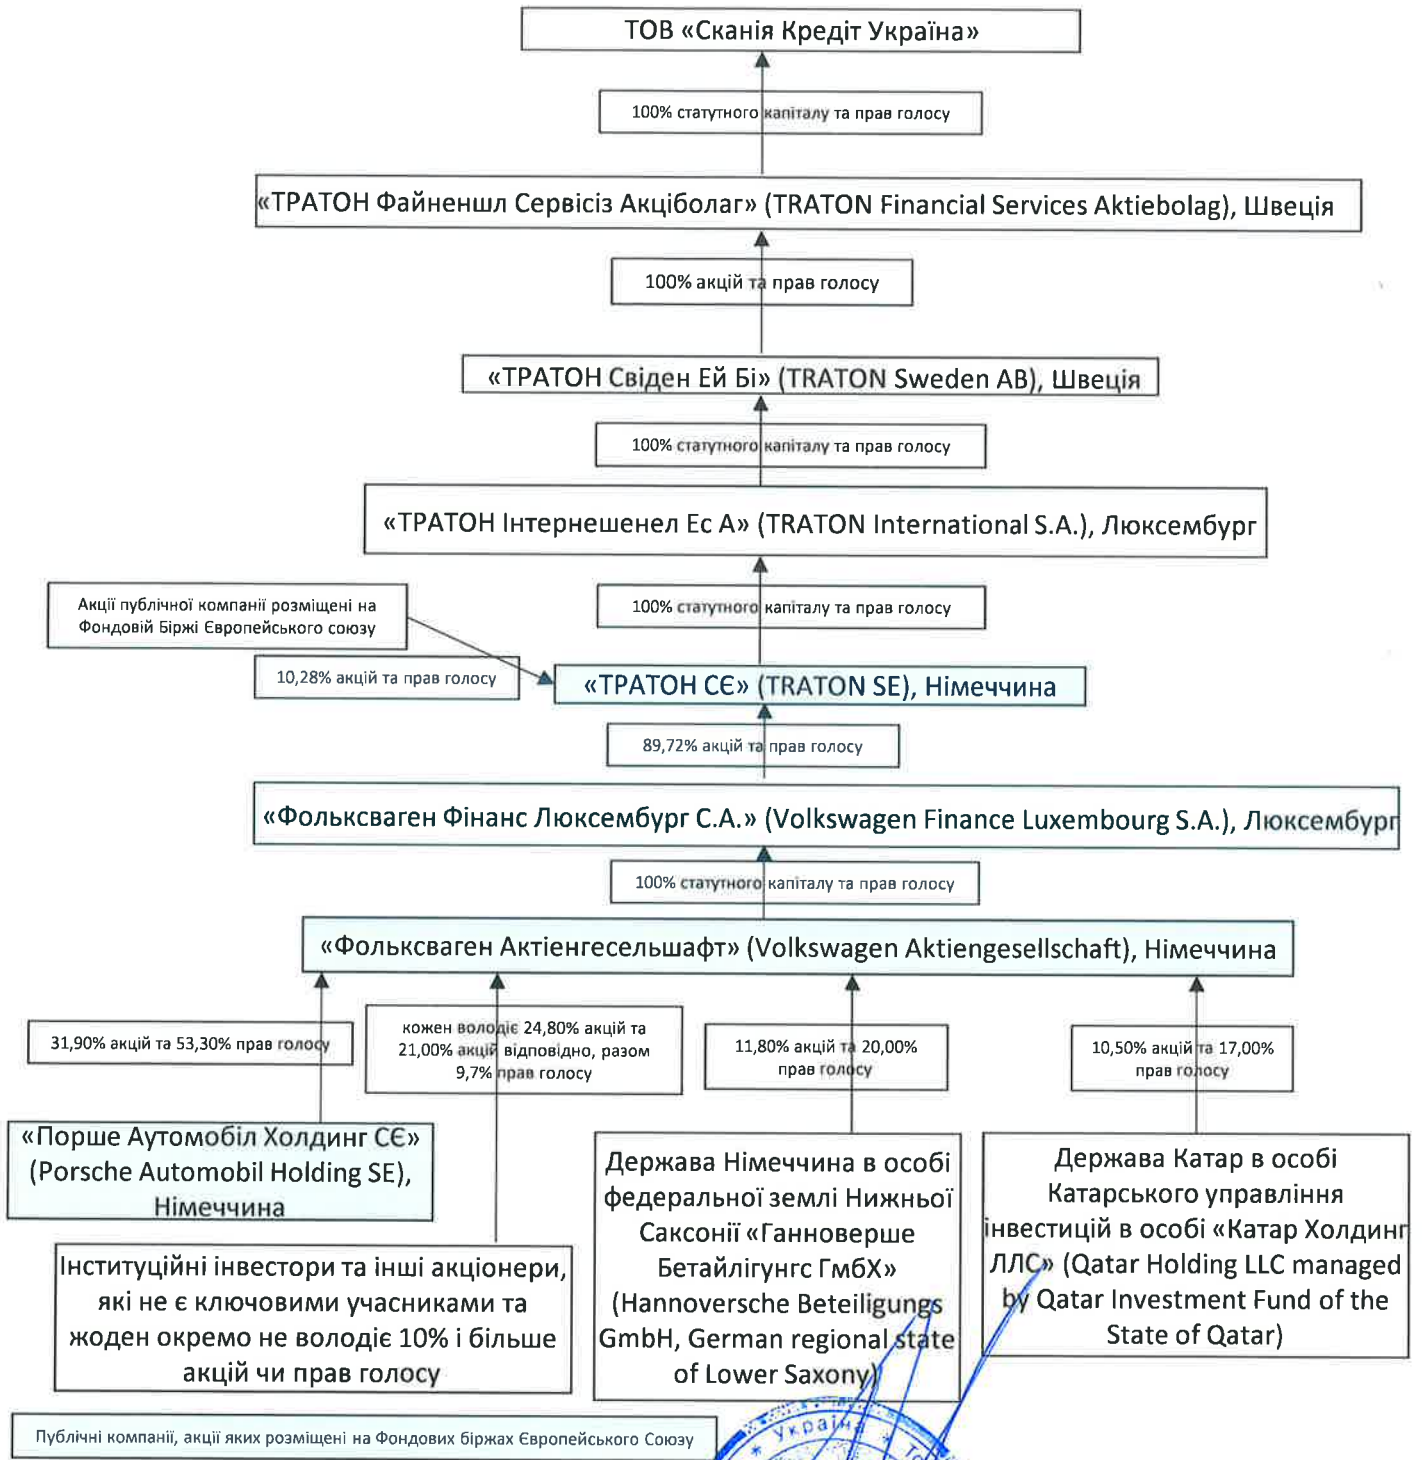 ТОВ «Сканія Кредіт Україна»
100% статутного капіталу та прав голосу
«ТРАТОН Файненшл Сервісіз Акціболаг» (TRATON Financial Services Aktiebolag), Швеція
100% акцій та прав голосу
«ТРАТОН Свіден Ей Бі» (TRATON Sweden AB), Швеція
100% статутного капіталу та прав голосу
«ТРАТОН Інтернешенел Ес А» (TRATON International S.A.), Люксембург
Акції публічної компанії розміщені на
Фондовій Біржі Європейського союзу
100% статутного капіталу та прав голосу
10,28% акцій та прав голосу
«ТРАТОН СЄ» (TRATON SE), Німеччина
89,72% акцій та прав голосу
«Фольксваген Фінанс Люксембург С.А.» (Volkswagen Finance Luxembourg S.A.), Люксембург
100% статутного капіталу та прав голосу
«Фольксваген Актіенгесельшафт» (Volkswagen Aktiengesellschaft), Німеччина
31,90% акцій та 53,30% прав голосу
кожен володіє 24,80% акцій та
21,00% акцій відповідно, разом
9,7% прав голосу
11,80% акцій та 20,00%
прав голосу
10,50% акцій та 17,00%
прав голосу
«Порше Аутомобіл Холдинг СЄ»
(Porsche Automobil Holding SE),
Німеччина
Інституційні інвестори та інші акціонери,
які не є ключовими учасниками та
жоден окремо не володіє 10% і більше
акцій чи прав голосу
Держава Німеччина в особі
федеральної землі Нижньої
Саксонії «Ганноверше
Бетайлігунгс ГмбХ»
(Hannoversche Beteiligungs
GmbH, German regional state
of Lower Saxony)
Держава Катар в особі
Катарського управління
інвестицій в особі «Катар Холдинг
ЛЛС» (Qatar Holding LLC managed
by Qatar Investment Fund of the
State of Qatar)
Публічні компанії, акції яких розміщені на Фондових біржах Європейського Союзу
* Україна *